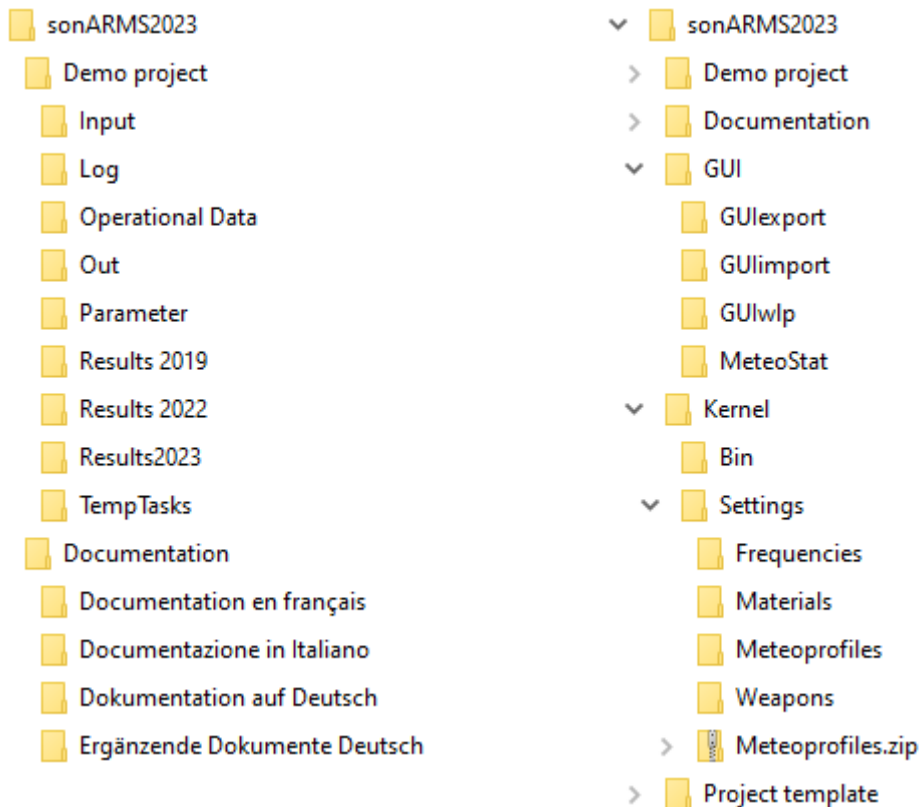 sonARMS2023
Demo project
Input
Log
Operational Data
Out
Parameter
Results 2019
Results 2022
Results2023
TempTasks
Documentation
Documentation en français
Documentazione in Italiano
Dokumentation auf Deutsch
Ergänzende Dokumente Deutsch
sonARMS2023
Demo project
Documentation
GUI
GUIexport
GUIimport
GUIwlp
MeteoStat
Kernel
Bin
Settings
Frequencies
Materials
Meteoprofiles
Weapons
Meteoprofiles.zip
Project template